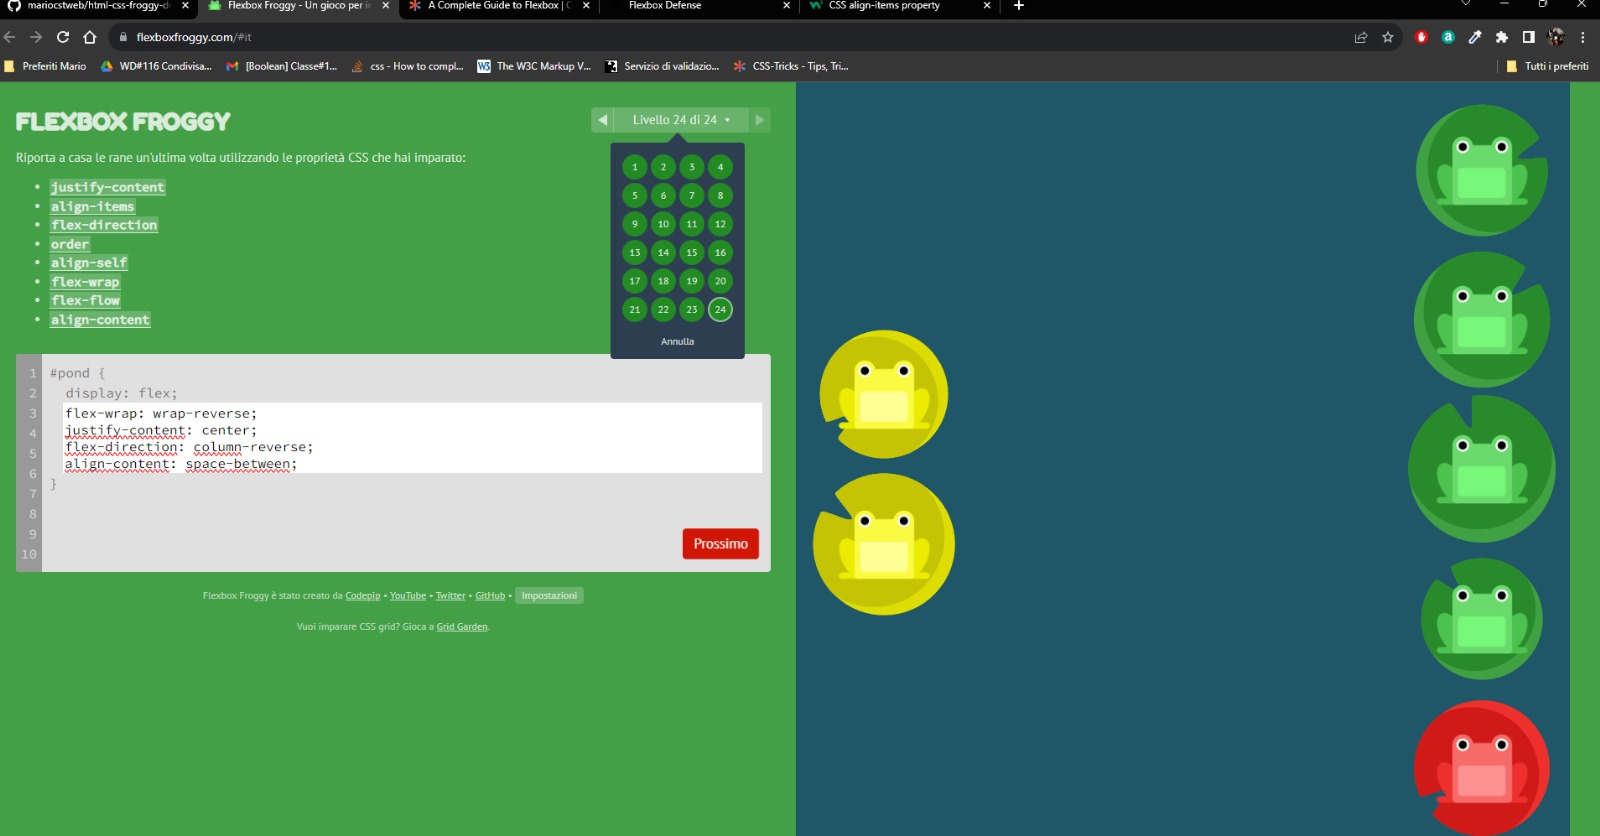 mariocstweb/html-css-froggy-d
Flexbox Froggy - Un gioco per i
A Complete Guide to Flexbox | C
Flexbox Defense
CSS align-items property
flexboxfroggy.com/#it
Preferiti Mario
WD#116 Condivisa...
[Boolean] Classe#1...
css - How to compl...
The W3C Markup V...
Servizio di validazio...
CSS-Tricks - Tips, Tri...
Tutti i preferiti
FLEXBOX FROGGY
Livello 24 di 24
Riporta a casa le rane un'ultima volta utilizzando le proprietà CSS che hai imparato:
justify-content
align-items
flex-direction
order
align-self
flex-wrap
flex-flow
align-content
1 2 3 4
5 6 7 8
9 10 11 12
13 14 15 16
17 18 19 20
21 22 23 24
Annulla
1 #pond {
2 display: flex;
3 flex-wrap: wrap-reverse;
4 justify-content: center;
5 flex-direction: column-reverse;
6 align-content: space-between;
7 }
8
9
10
Prossimo
Flexbox Froggy è stato creato da Codepip • YouTube • Twitter • GitHub • Impostazioni
Vuoi imparare CSS grid? Gioca a Grid Garden.